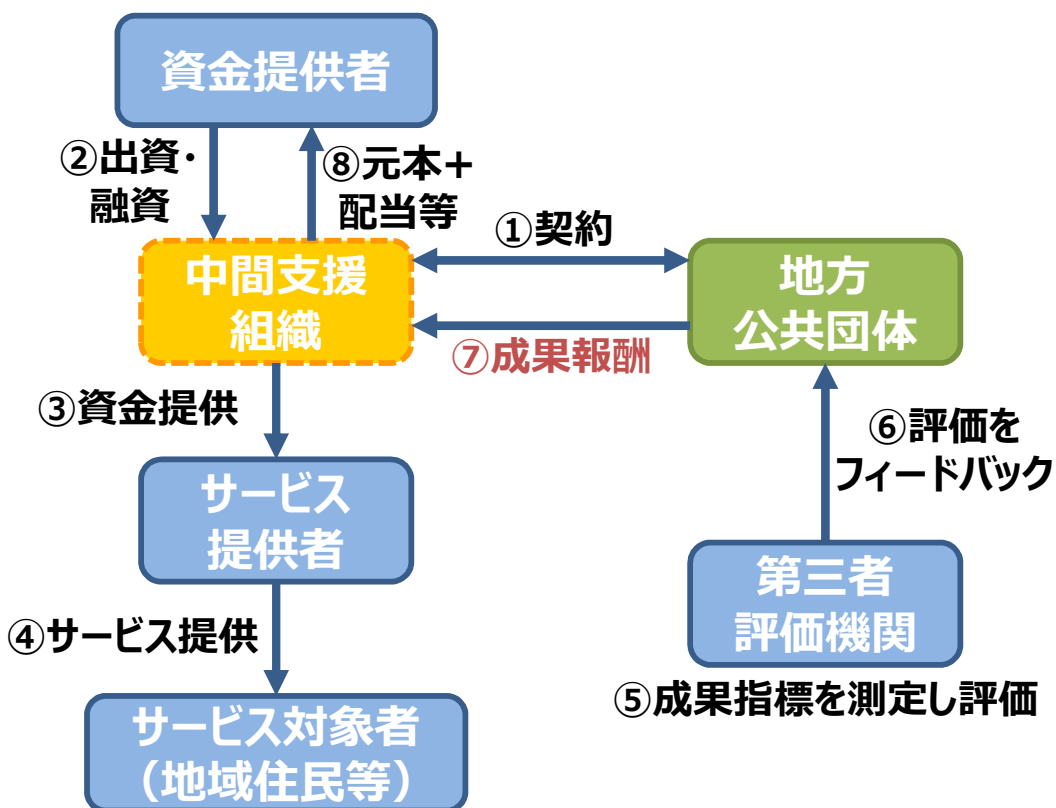 資金提供者
②出資・
融資
⑧元本＋
配当等
①契約
中間支援
組織
地方
公共団体
⑦成果報酬
③資金提供
⑥評価を
フィードバック
サービス
提供者
第三者
評価機関
④サービス提供
⑤成果指標を測定し評価
サービス対象者
（地域住民等）